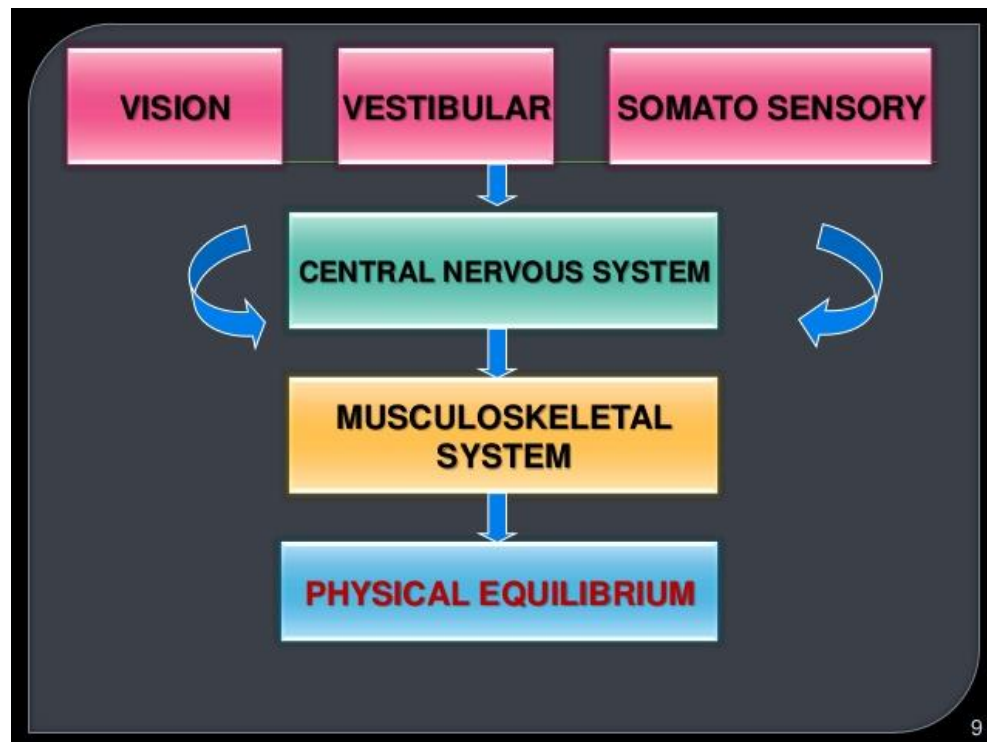 VISION
VESTIBULAR
SOMATO SENSORY
CENTRAL NERVOUS SYSTEM
MUSCULOSKELETAL
SYSTEM
PHYSICAL EQUILIBRIUM
9